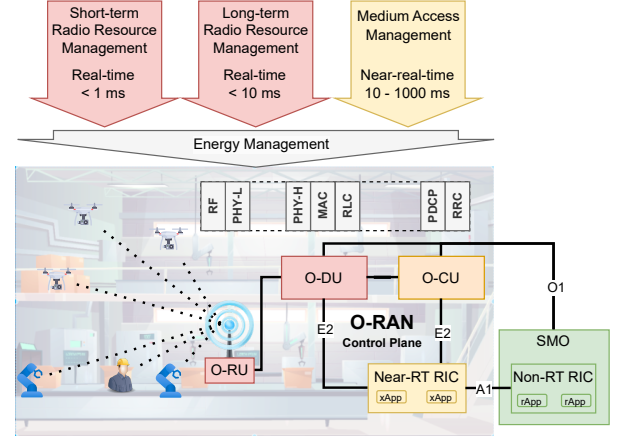 Short-term
Radio Resource
Management
Real-time
< 1 ms
Long-term
Radio Resource
Management
Real-time
< 10 ms
Medium Access
Management
Near-real-time
10 - 1000 ms
Energy Management
RF
PHY-L
PHY-H
MAC
RLC
PDCP
RRC
O-DU
O-CU
O1
E2
O-RAN
Control Plane
E2
O-RU
SMO
Near-RT RIC
xApp
xApp
A1
Non-RT RIC
rApp
rApp